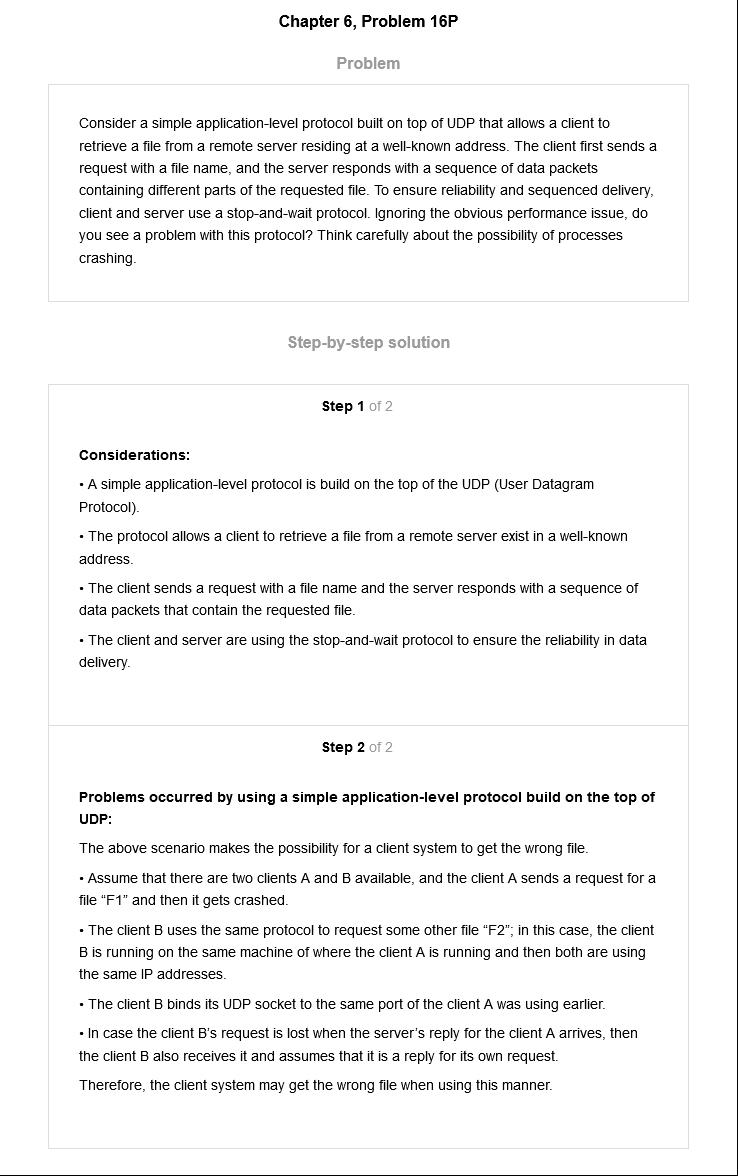 Chapter 6, Problem 16P
Problem
Consider a simple application-level protocol built on top of UDP that allows a client to
retrieve a file from a remote server residing at a well-known address. The client first sends a
request with a file name, and the server responds with a sequence of data packets
containing different parts of the requested file. To ensure reliability and sequenced delivery,
client and server use a stop-and-wait protocol. Ignoring the obvious performance issue, do
you see a problem with this protocol? Think carefully about the possibility of processes
crashing.
Step-by-step solution
Step 1 of 2
Considerations:
• A simple application-level protocol is build on the top of the UDP (User Datagram
Protocol).
• The protocol allows a client to retrieve a file from a remote server exist in a well-known
address.
• The client sends a request with a file name and the server responds with a sequence of
data packets that contain the requested file.
• The client and server are using the stop-and-wait protocol to ensure the reliability in data
delivery.
Step 2 of 2
Problems occurred by using a simple application-level protocol build on the top of
UDP:
The above scenario makes the possibility for a client system to get the wrong file.
• Assume that there are two clients A and B available, and the client A sends a request for a
file “F1” and then it gets crashed.
• The client B uses the same protocol to request some other file “F2”; in this case, the client
B is running on the same machine of where the client A is running and then both are using
the same IP addresses.
• The client B binds its UDP socket to the same port of the client A was using earlier.
• In case the client B’s request is lost when the server’s reply for the client A arrives, then
the client B also receives it and assumes that it is a reply for its own request.
Therefore, the client system may get the wrong file when using this manner.